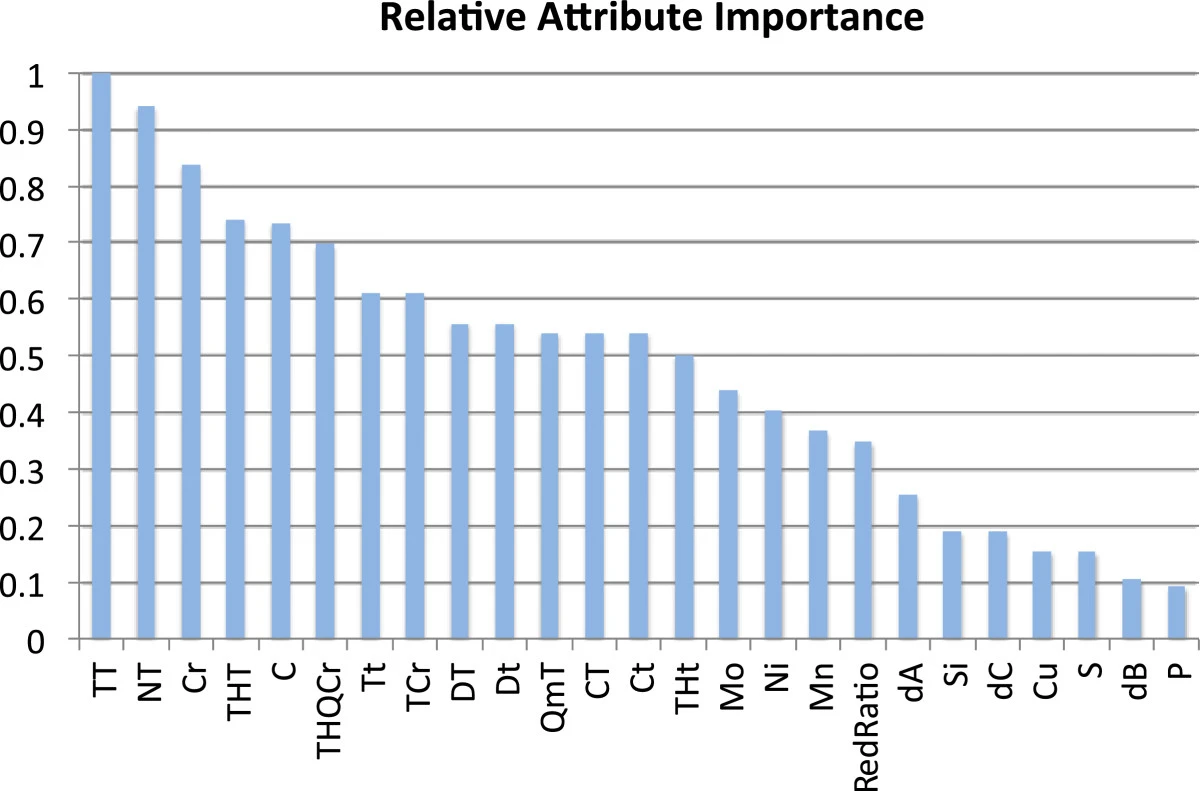 Relative Attribute Importance
1
0.9
0.8
0.7
0.6
0.5
0.4
0.3
0.2
0.1
0
TT
NT
Cr
THT
C
THQCr
Tt
TCr
DT
Dt
QmT
CT
Ct
THt
Mo
Ni
Mn
RedRatio
dA
Si
dC
Cu
S
dB
P